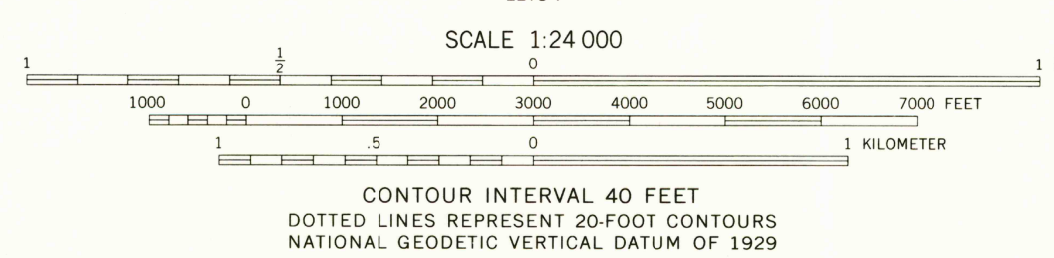 SCALE 1:24 000
1 1/2 0 1
1000 0 1000 2000 3000 4000 5000 6000 7000 FEET
1 .5 0 1 KILOMETER
CONTOUR INTERVAL 40 FEET
DOTTED LINES REPRESENT 20-FOOT CONTOURS
NATIONAL GEODETIC VERTICAL DATUM OF 1929